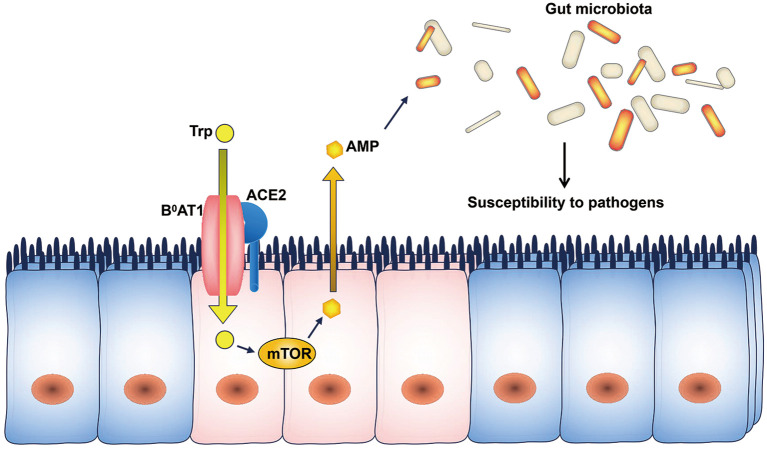 Gut microbiota
Trp
AMP
B⁰AT1
ACE2
Susceptibility to pathogens
mTOR